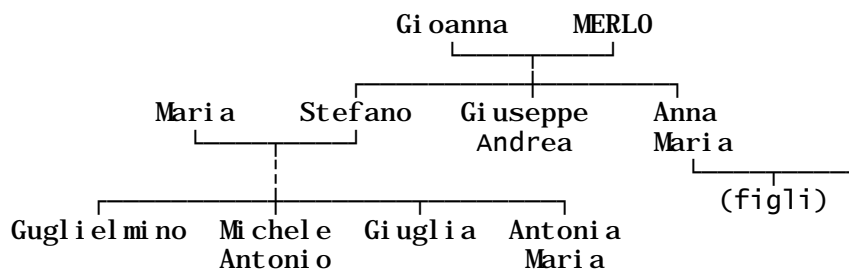 Gioanna MERLO
Maria Stefano Giuseppe Anna
Andrea Maria
(figli)
Guglielmino Michele Giuglia Antonia
Antonio Maria